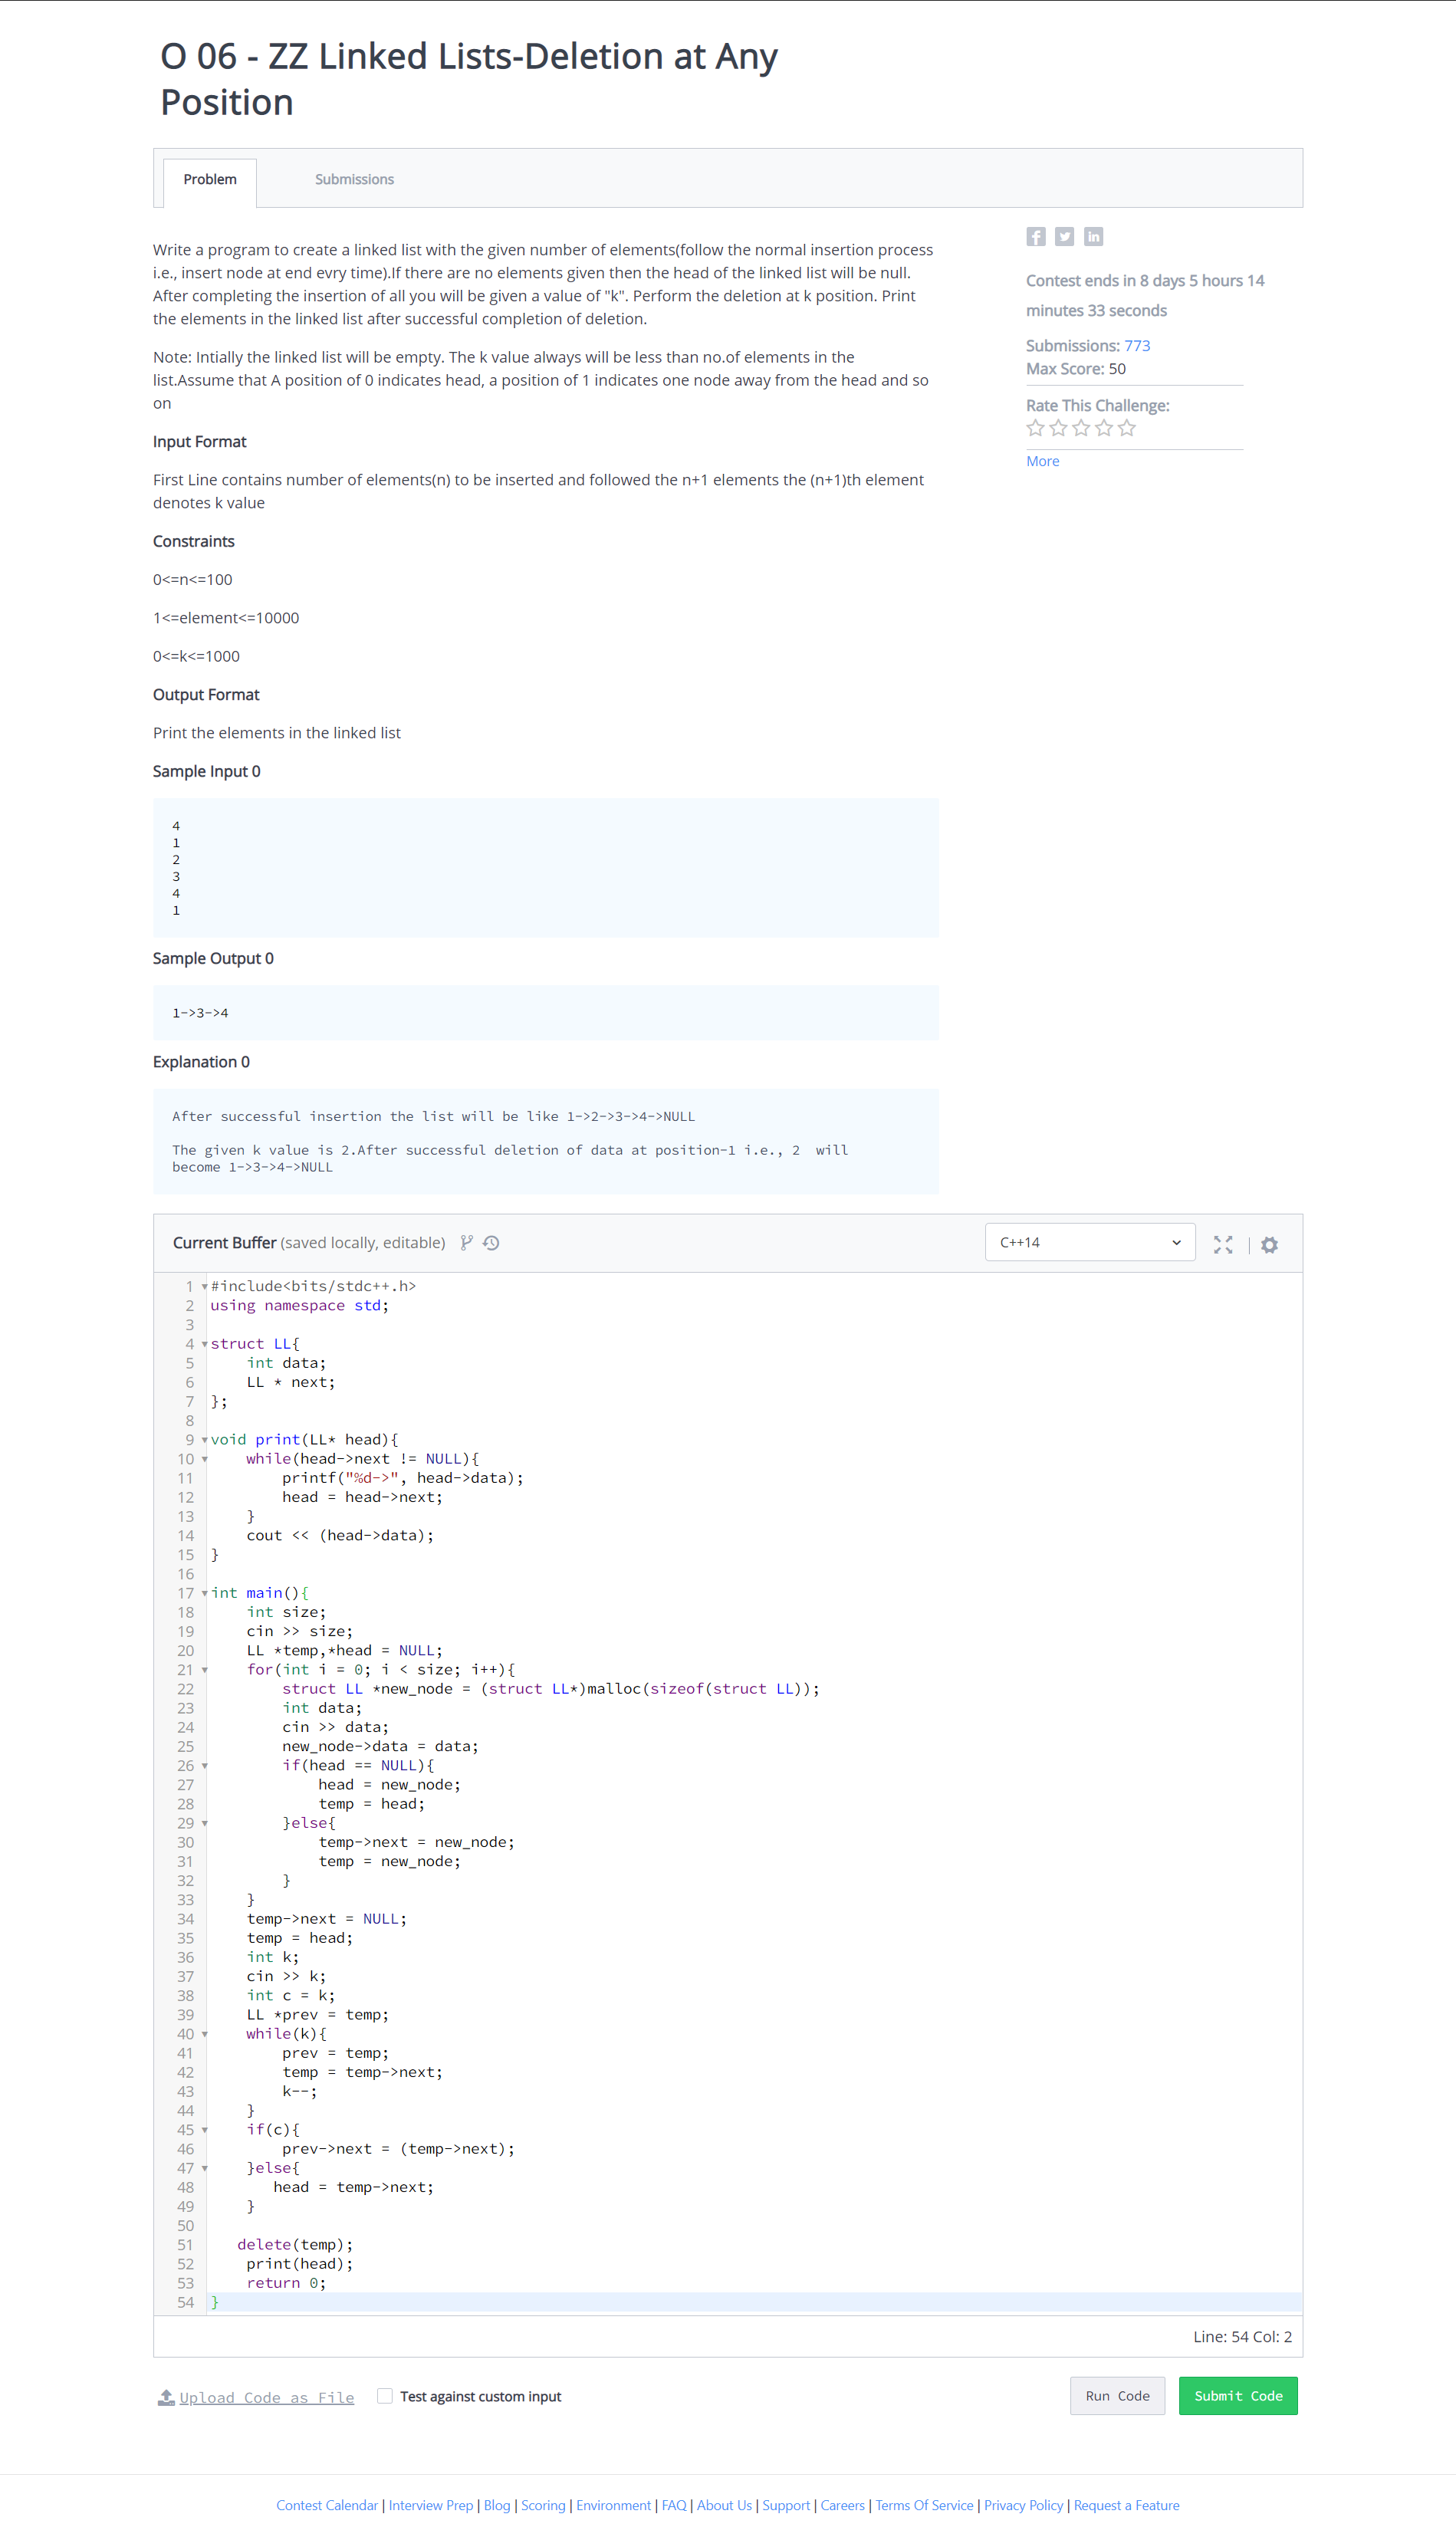 O 06 - ZZ Linked Lists-Deletion at Any
Position
Problem
Submissions
Write a program to create a linked list with the given number of elements(follow the normal insertion process
i.e., insert node at end evry time).If there are no elements given then the head of the linked list will be null.
After completing the insertion of all you will be given a value of "k". Perform the deletion at k position. Print
the elements in the linked list after successful completion of deletion.
Note: Intially the linked list will be empty. The k value always will be less than no.of elements in the
list.Assume that A position of 0 indicates head, a position of 1 indicates one node away from the head and so
on
Input Format
First Line contains number of elements(n) to be inserted and followed the n+1 elements the (n+1)th element
denotes k value
Constraints
0<=n<=100
1<=element<=10000
0<=k<=1000
Output Format
Print the elements in the linked list
Sample Input 0
4
1
2
3
4
1
Sample Output 0
1->3->4
Explanation 0
After successful insertion the list will be like 1->2->3->4->NULL
The given k value is 2.After successful deletion of data at position-1 i.e., 2  will
become 1->3->4->NULL
Contest ends in 8 days 5 hours 14
minutes 33 seconds
Submissions: 773
Max Score: 50
Rate This Challenge:
More
Current Buffer (saved locally, editable)
C++14
1 #include<bits/stdc++.h>
2 using namespace std;
3
4 struct LL{
5     int data;
6     LL * next;
7 };
8
9 void print(LL* head){
10     while(head->next != NULL){
11         printf("%d->", head->data);
12         head = head->next;
13     }
14     cout << (head->data);
15 }
16
17 int main(){
18     int size;
19     cin >> size;
20     LL *temp,*head = NULL;
21     for(int i = 0; i < size; i++){
22         struct LL *new_node = (struct LL*)malloc(sizeof(struct LL));
23         int data;
24         cin >> data;
25         new_node->data = data;
26         if(head == NULL){
27             head = new_node;
28             temp = head;
29         }else{
30             temp->next = new_node;
31             temp = new_node;
32         }
33     }
34     temp->next = NULL;
35     temp = head;
36     int k;
37     cin >> k;
38     int c = k;
39     LL *prev = temp;
40     while(k){
41         prev = temp;
42         temp = temp->next;
43         k--;
44     }
45     if(c){
46         prev->next = (temp->next);
47     }else{
48        head = temp->next;
49     }
50
51    delete(temp);
52     print(head);
53     return 0;
54 }
Line: 54 Col: 2
Upload Code as File
Test against custom input
Run Code
Submit Code
Contest Calendar | Interview Prep | Blog | Scoring | Environment | FAQ | About Us | Support | Careers | Terms Of Service | Privacy Policy | Request a Feature